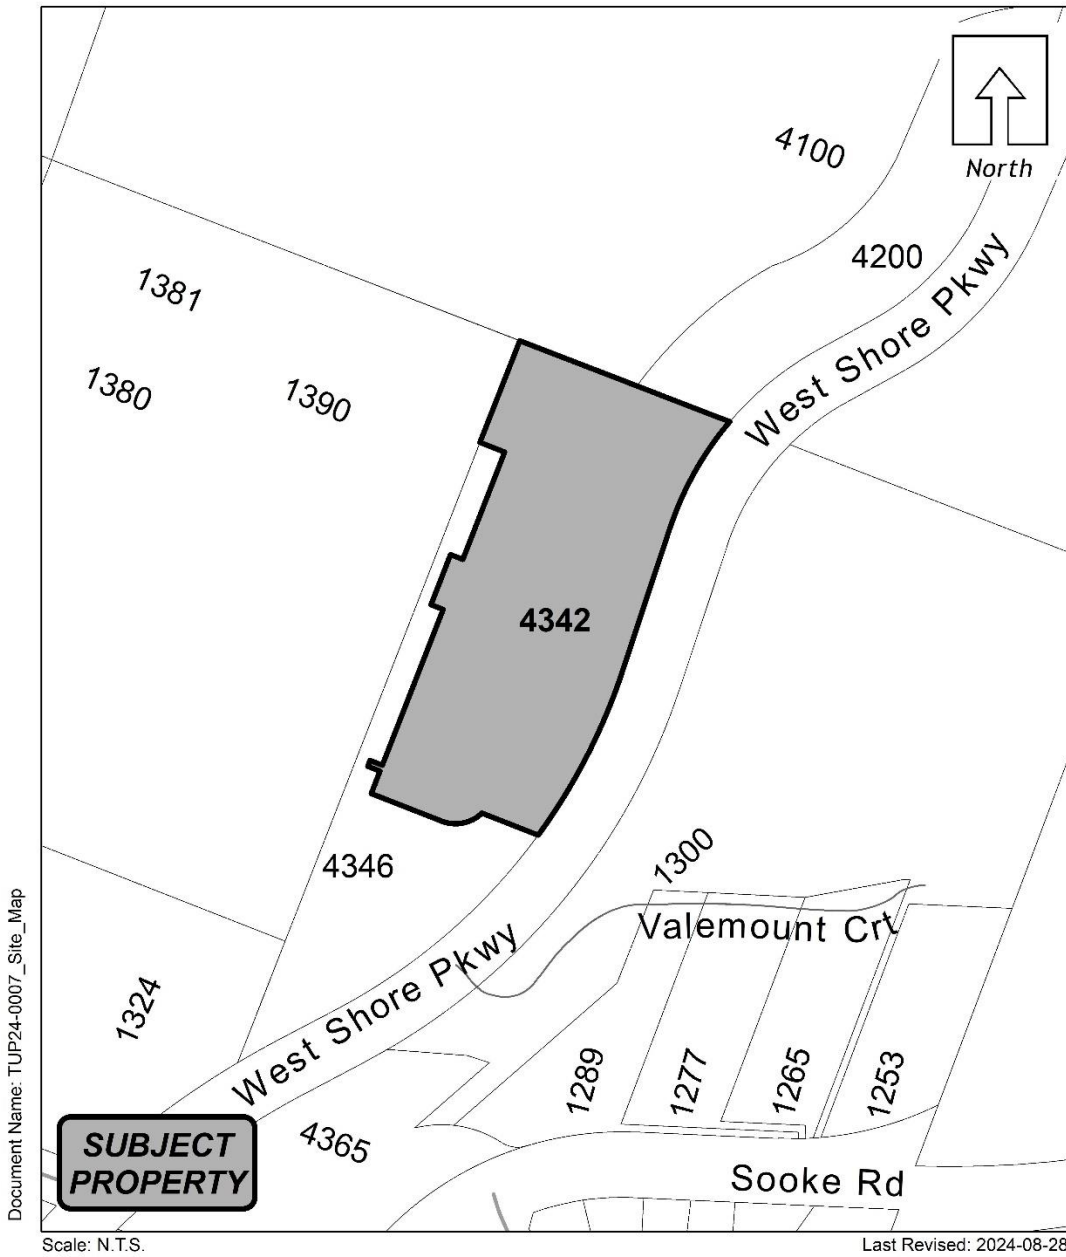 North
4100
4200
West Shore Pkwy
1381
1380
1390
4342
4346
1300
Valemount Crt
West Shore Pkwy
1324
1289
1277
1265
1253
4365
Sooke Rd
SUBJECT
PROPERTY
Document Name: TUP24-0007_Site_Map
Scale: N.T.S.
Last Revised: 2024-08-28